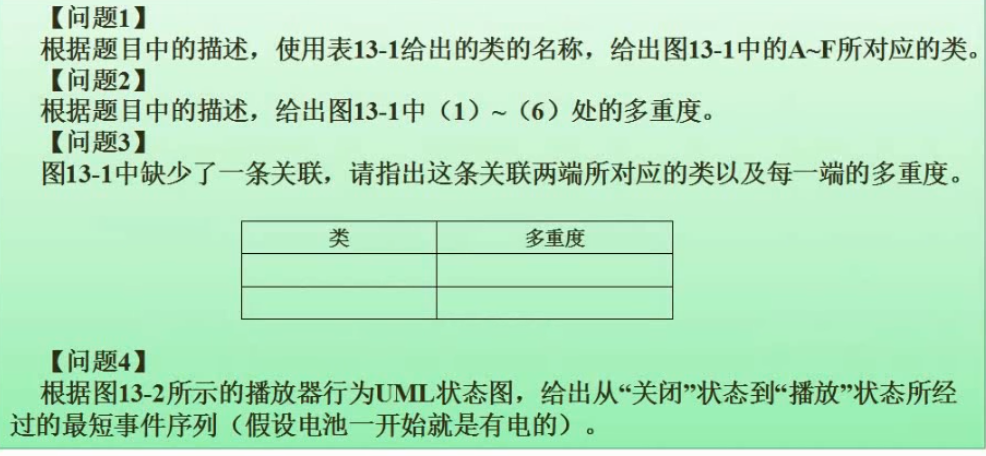 【问题1】
根据题目中的描述，使用表13-1给出的类的名称，给出图13-1中的A~F所对应的类。
【问题2】
根据题目中的描述，给出图13-1中（1）~（6）处的多重度。
【问题3】
图13-1中缺少了一条关联，请指出这条关联两端所对应的类以及每一端的多重度。
类 多重度
【问题4】
根据图13-2所示的播放器行为UML状态图，给出从“关闭”状态到“播放”状态所经
过的最短事件序列（假设电池一开始就是有电的）。